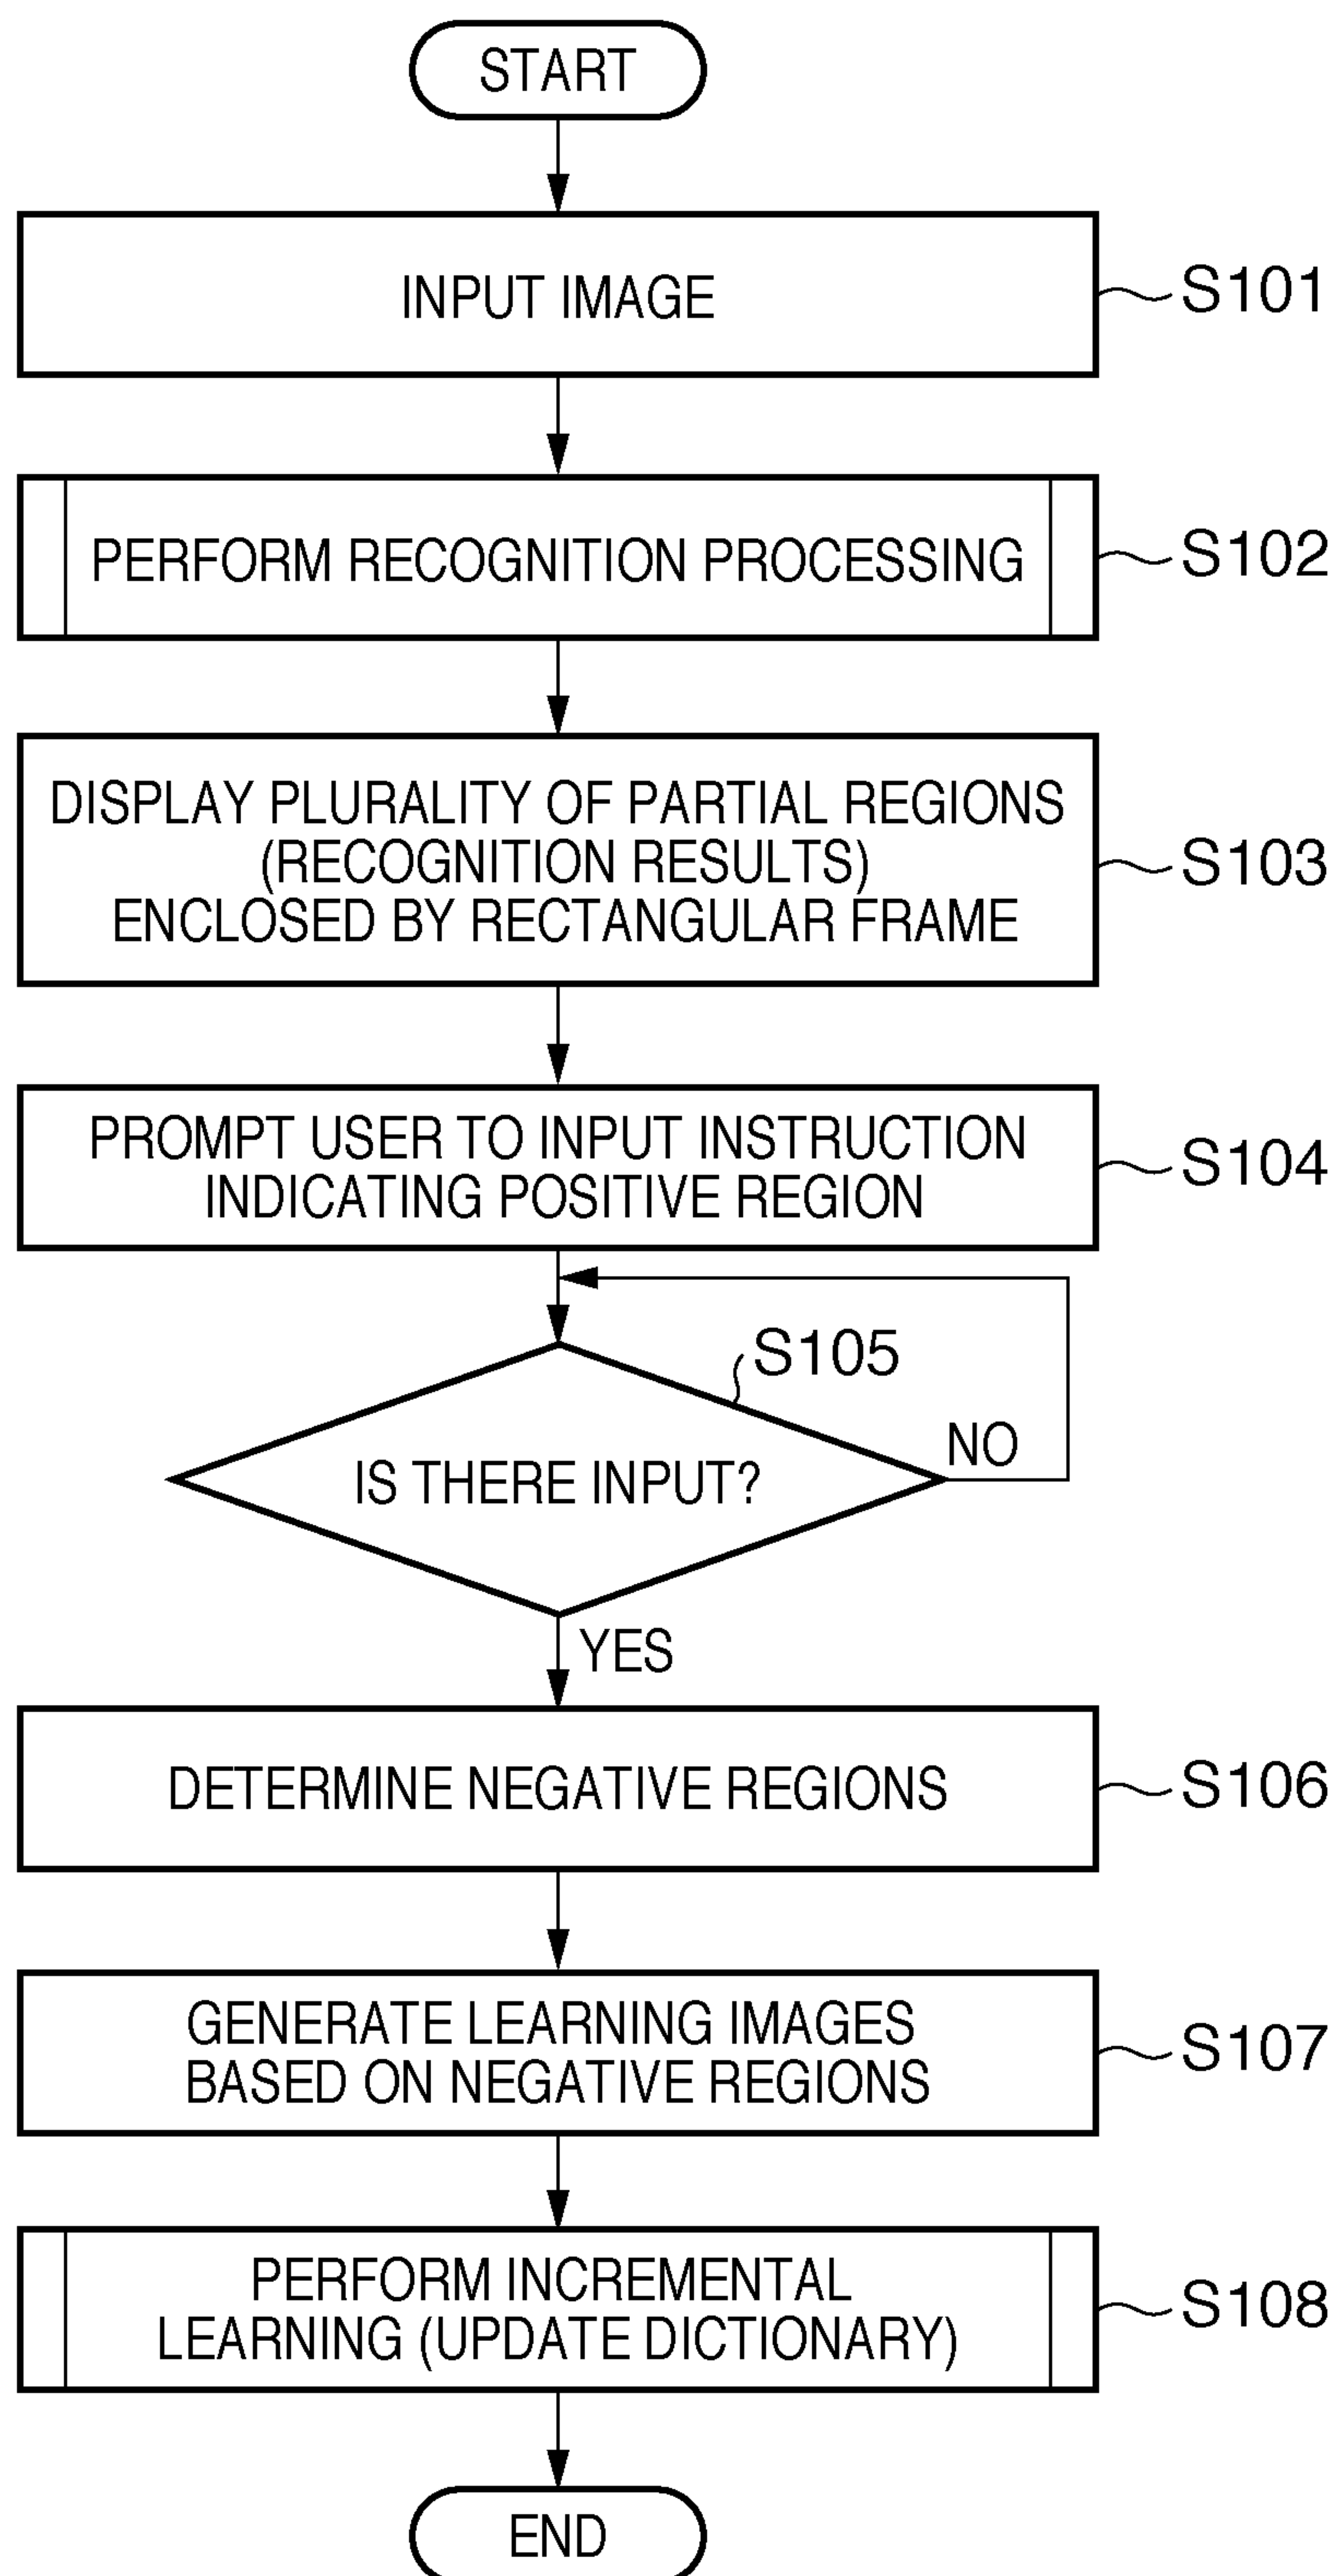 START
INPUT IMAGE
S101
PERFORM RECOGNITION PROCESSING
S102
DISPLAY PLURALITY OF PARTIAL REGIONS
(RECOGNITION RESULTS)
ENCLOSED BY RECTANGULAR FRAME
S103
PROMPT USER TO INPUT INSTRUCTION
INDICATING POSITIVE REGION
S104
S105
IS THERE INPUT?
NO
YES
DETERMINE NEGATIVE REGIONS
S106
GENERATE LEARNING IMAGES
BASED ON NEGATIVE REGIONS
S107
PERFORM INCREMENTAL
LEARNING (UPDATE DICTIONARY)
S108
END